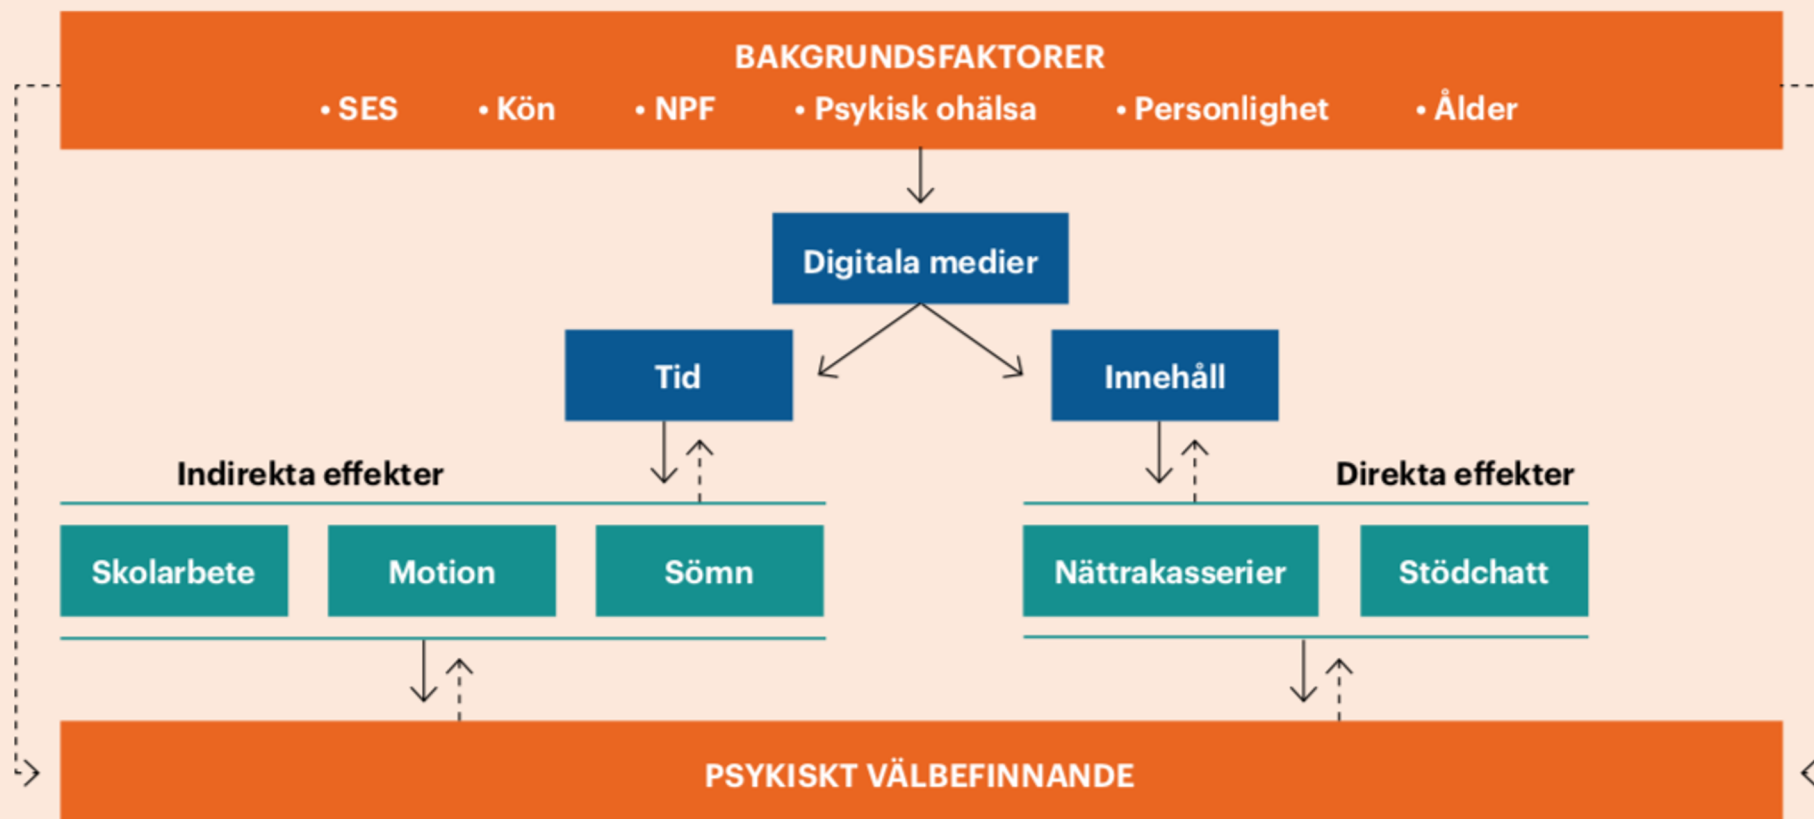 BAKGRUNDSFAKTORER
• SES • Kön • NPF • Psykisk ohälsa • Personlighet • Ålder
Digitala medier
Tid
Innehåll
Indirekta effekter
Direkta effekter
Skolarbete
Motion
Sömn
Nättrakasserier
Stödchatt
PSYKISKT VÄLBEFINNANDE